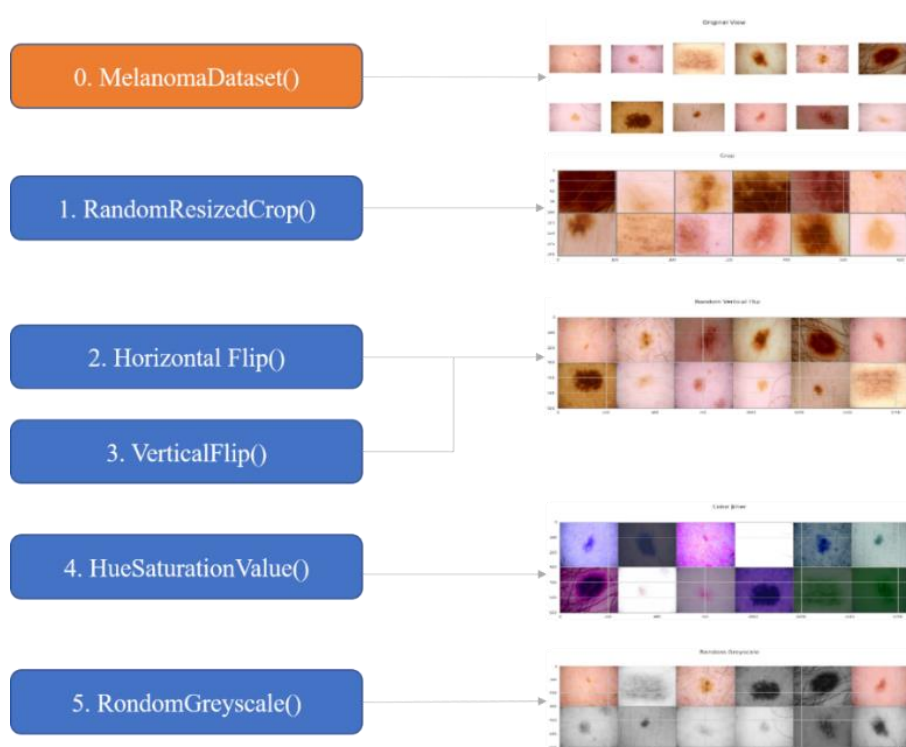 Original View
0. MelanomaDataset()
Crop
1. RandomResizedCrop()
Random Vertical Flip
2. Horizontal Flip()
3. VerticalFlip()
Color Jitter
4. HueSaturationValue()
Random Greyscale
5. RondomGreyscale()